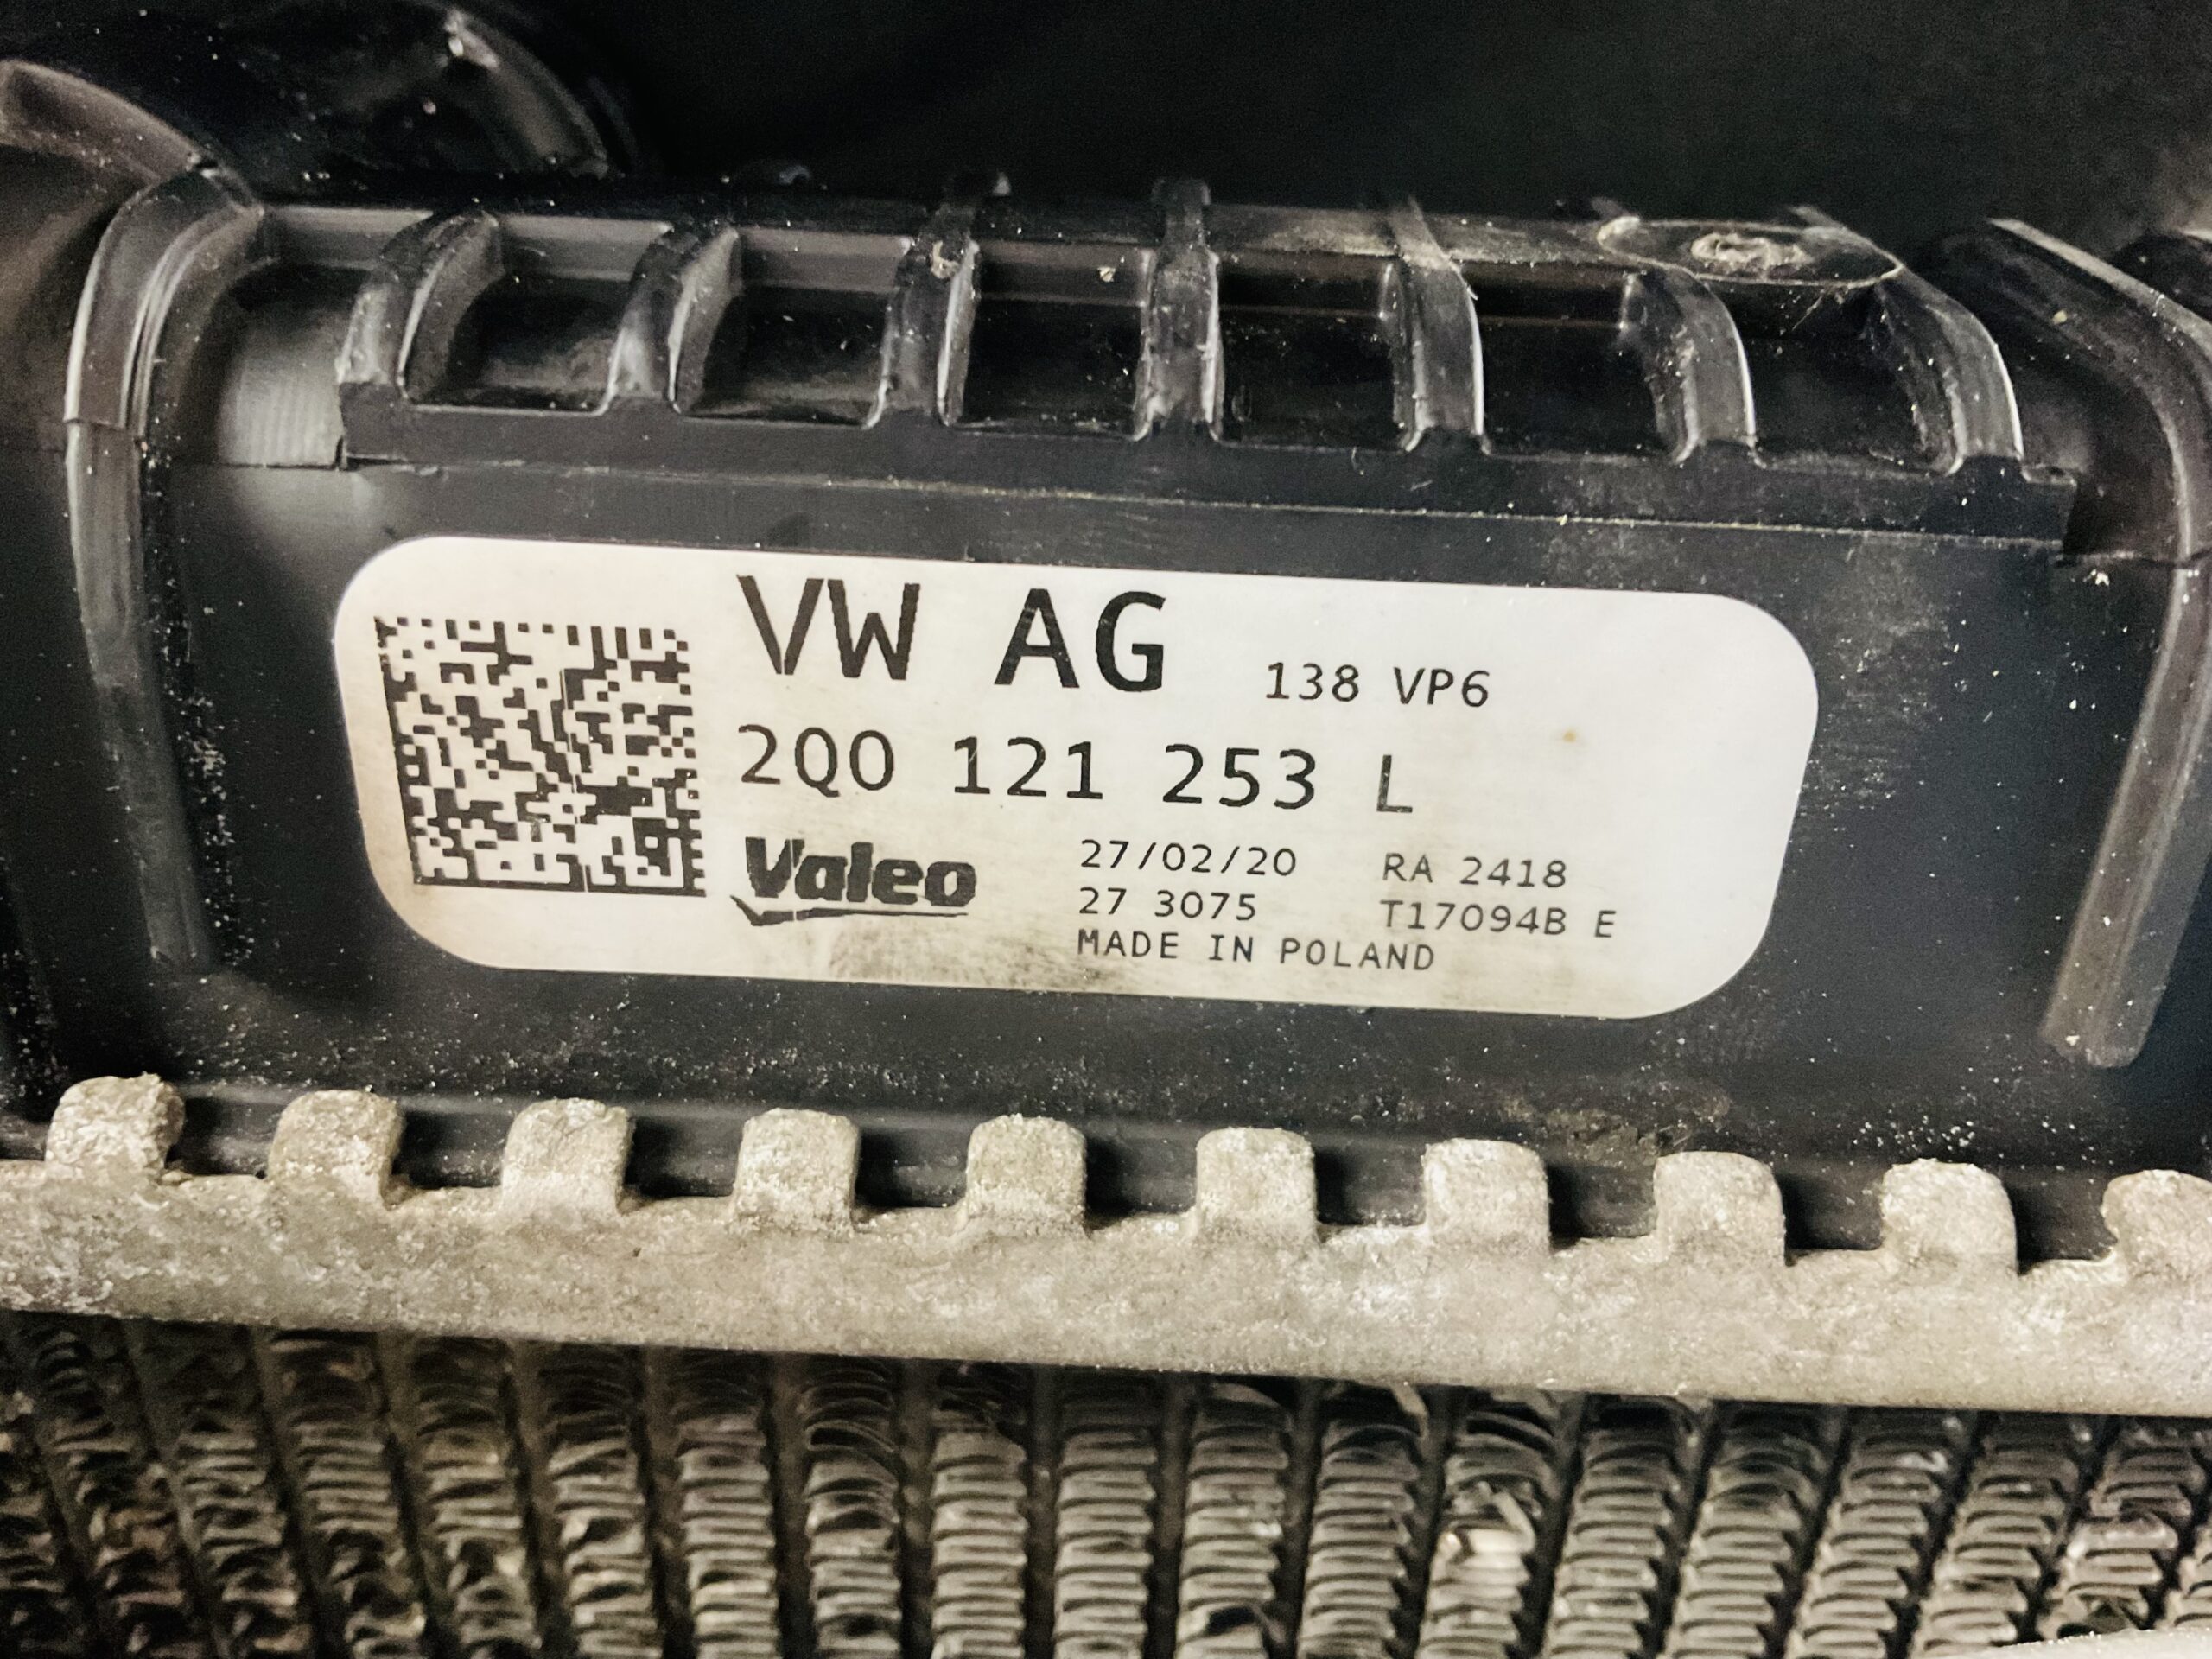 VW AG 138 VP6
2Q0 121 253 L
Valeo 27/02/20 RA 2418
27 3075 T17094B E
MADE IN POLAND